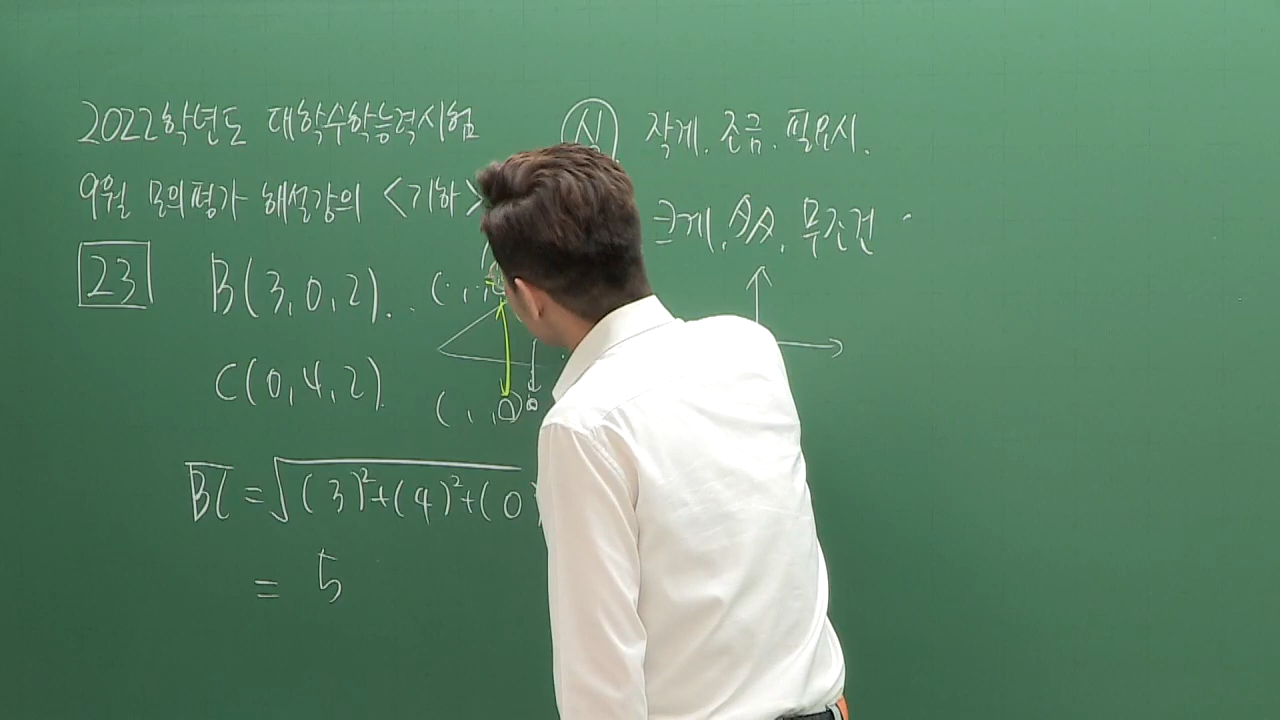 2022학년도 대학수학능력시험
9월 모의평가 해설강의 <기하>
23 B(3,0,2)
C(0,4,2)
BC = √(3)²+(4)²+(0
= 5
작게. 조금. 필요시.
크게, 무조건